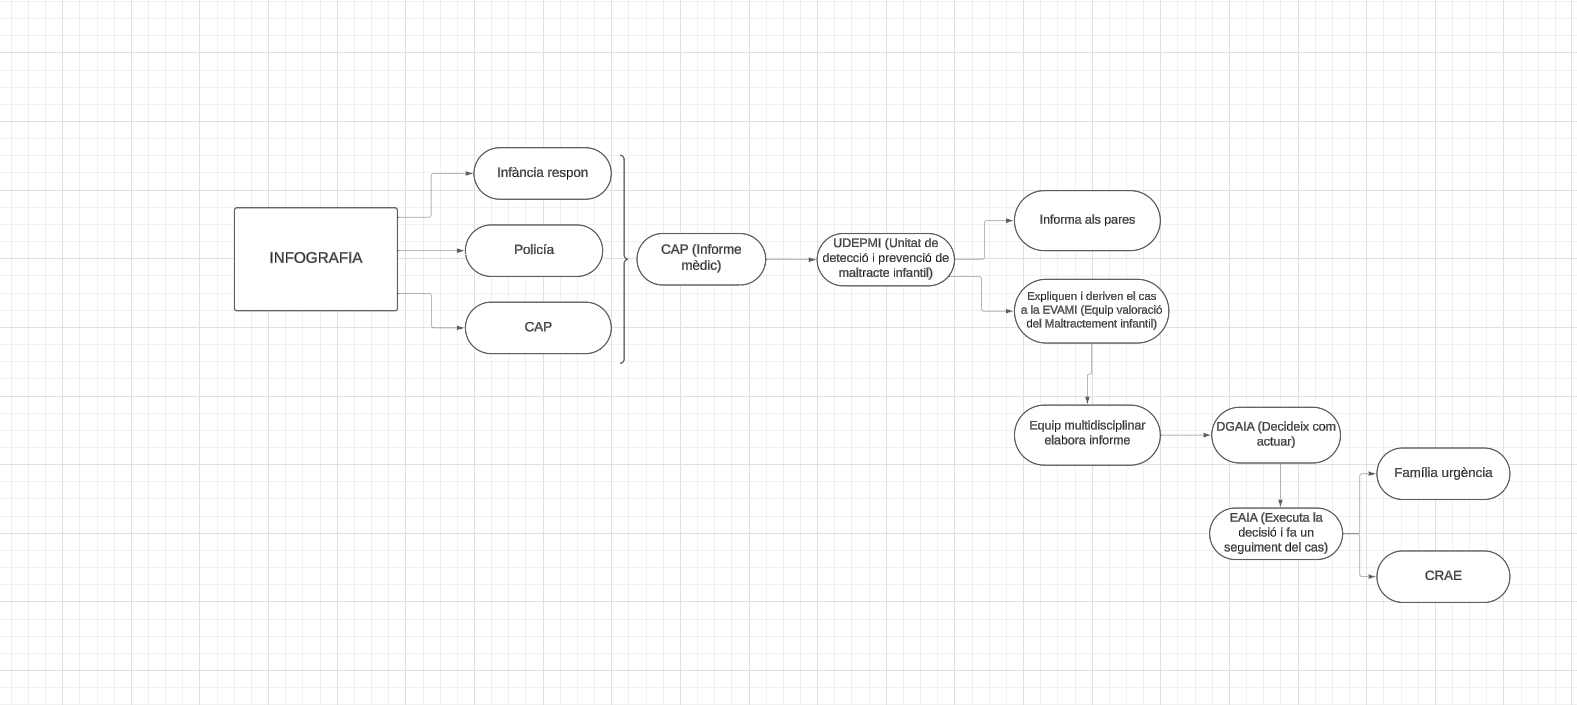 INFOGRAFIA
Infància respon
Policía
CAP
CAP (Informe
mèdic)
UDEPMI (Unitat de
detecció i prevenció de
maltracte infantil)
Informa als pares
Expliquen i deriven el cas
a la EVAMI (Equip valoració
del Maltractement infantil)
Equip multidisciplinar
elabora informe
DGAIA (Decideix com
actuar)
EAIA (Executa la
decisió i fa un
seguiment del cas)
Família urgència
CRAE